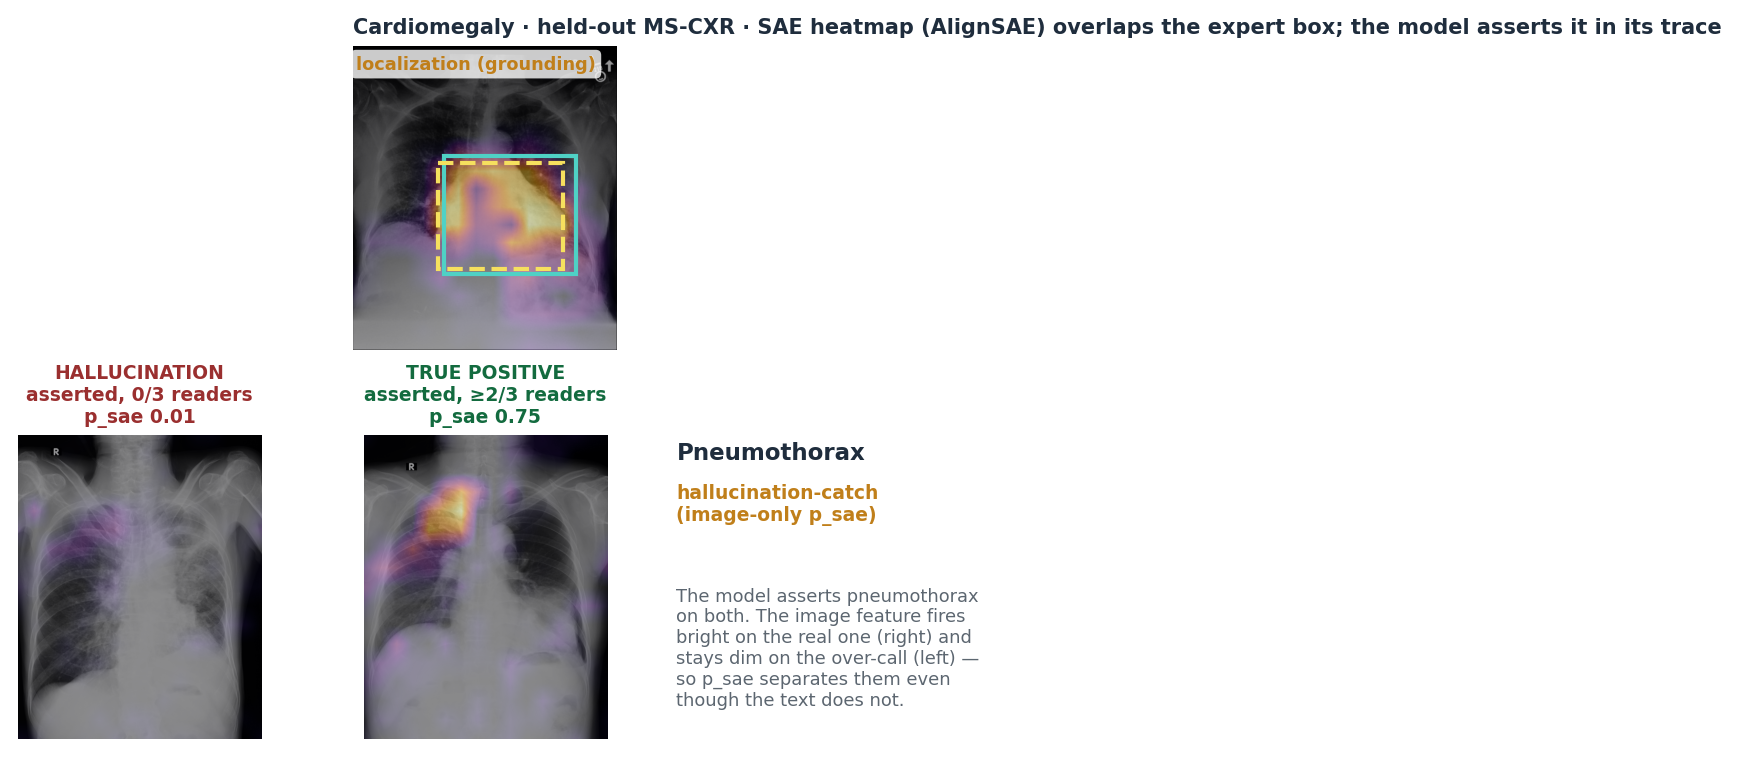 Cardiomegaly · held-out MS-CXR · SAE heatmap (AlignSAE) overlaps the expert box; the model asserts it in its trace
localization (grounding)
HALLUCINATION
asserted, 0/3 readers
p_sae 0.01
TRUE POSITIVE
asserted, ≥2/3 readers
p_sae 0.75
R
R
Pneumothorax
hallucination-catch
(image-only p_sae)
The model asserts pneumothorax
on both. The image feature fires
bright on the real one (right) and
stays dim on the over-call (left) —
so p_sae separates them even
though the text does not.